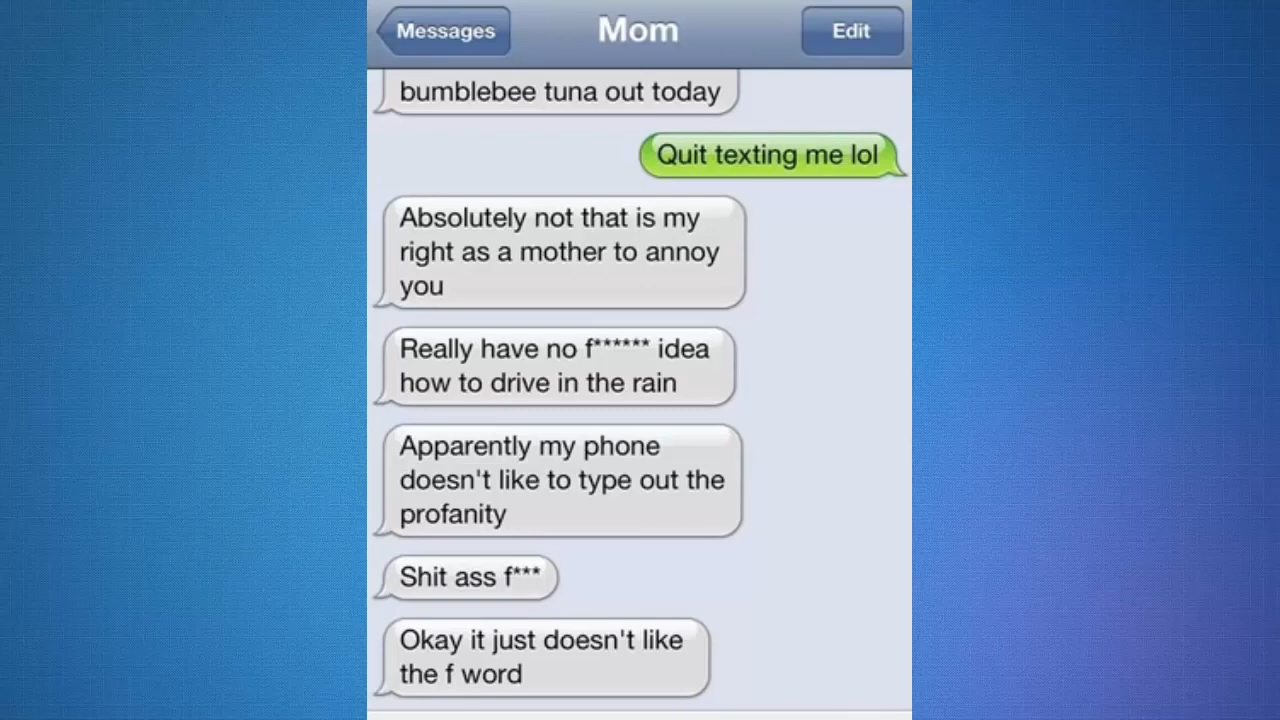 Messages
Mom
Edit
bumblebee tuna out today
Quit texting me lol
Absolutely not that is my
right as a mother to annoy
you
Really have no f****** idea
how to drive in the rain
Apparently my phone
doesn't like to type out the
profanity
Shit ass f***
Okay it just doesn't like
the f word